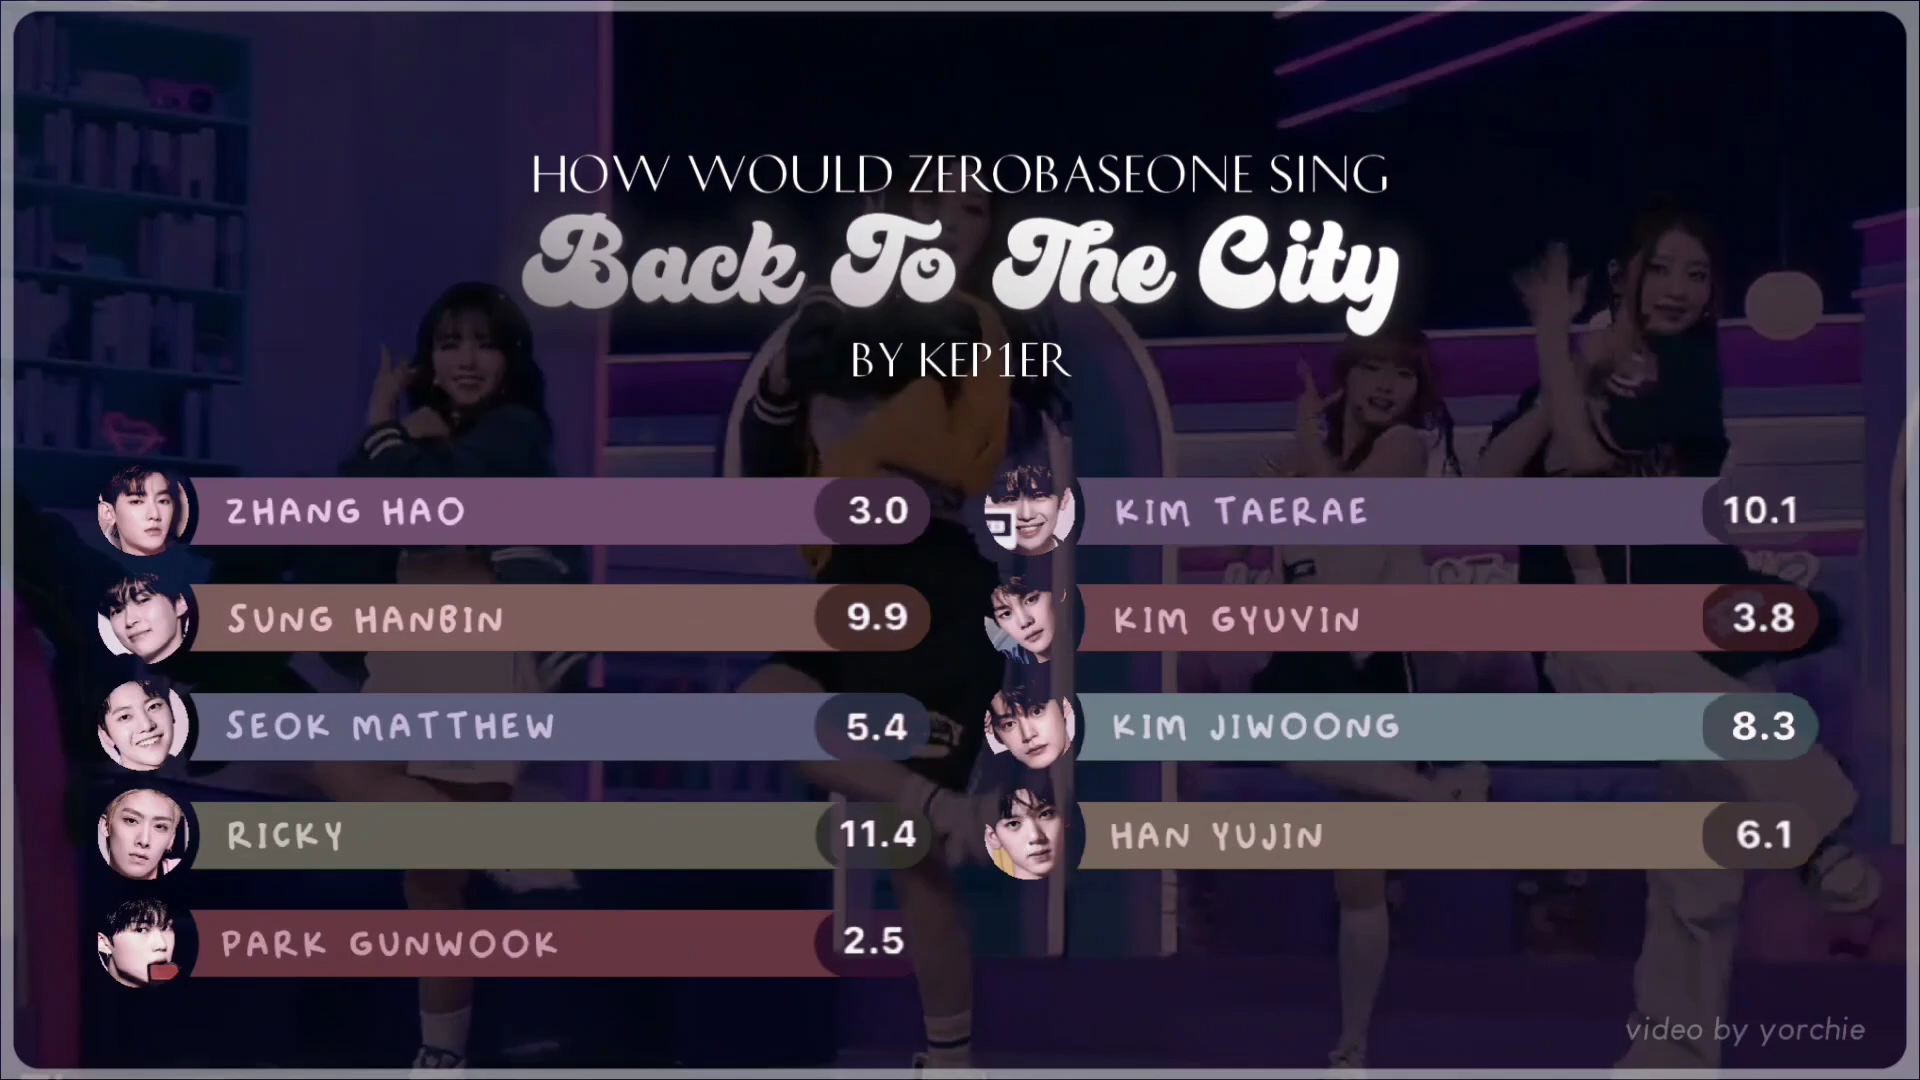 HOW WOULD ZEROBASEONE SING
Back To The City
BY KEP1ER
ZHANG HAO 3.0
SUNG HANBIN 9.9
SEOK MATTHEW 5.4
RICKY 11.4
PARK GUNWOOK 2.5
KIM TAERAE 10.1
KIM GYUVIN 3.8
KIM JIWOONG 8.3
HAN YUJIN 6.1
video by yorchie